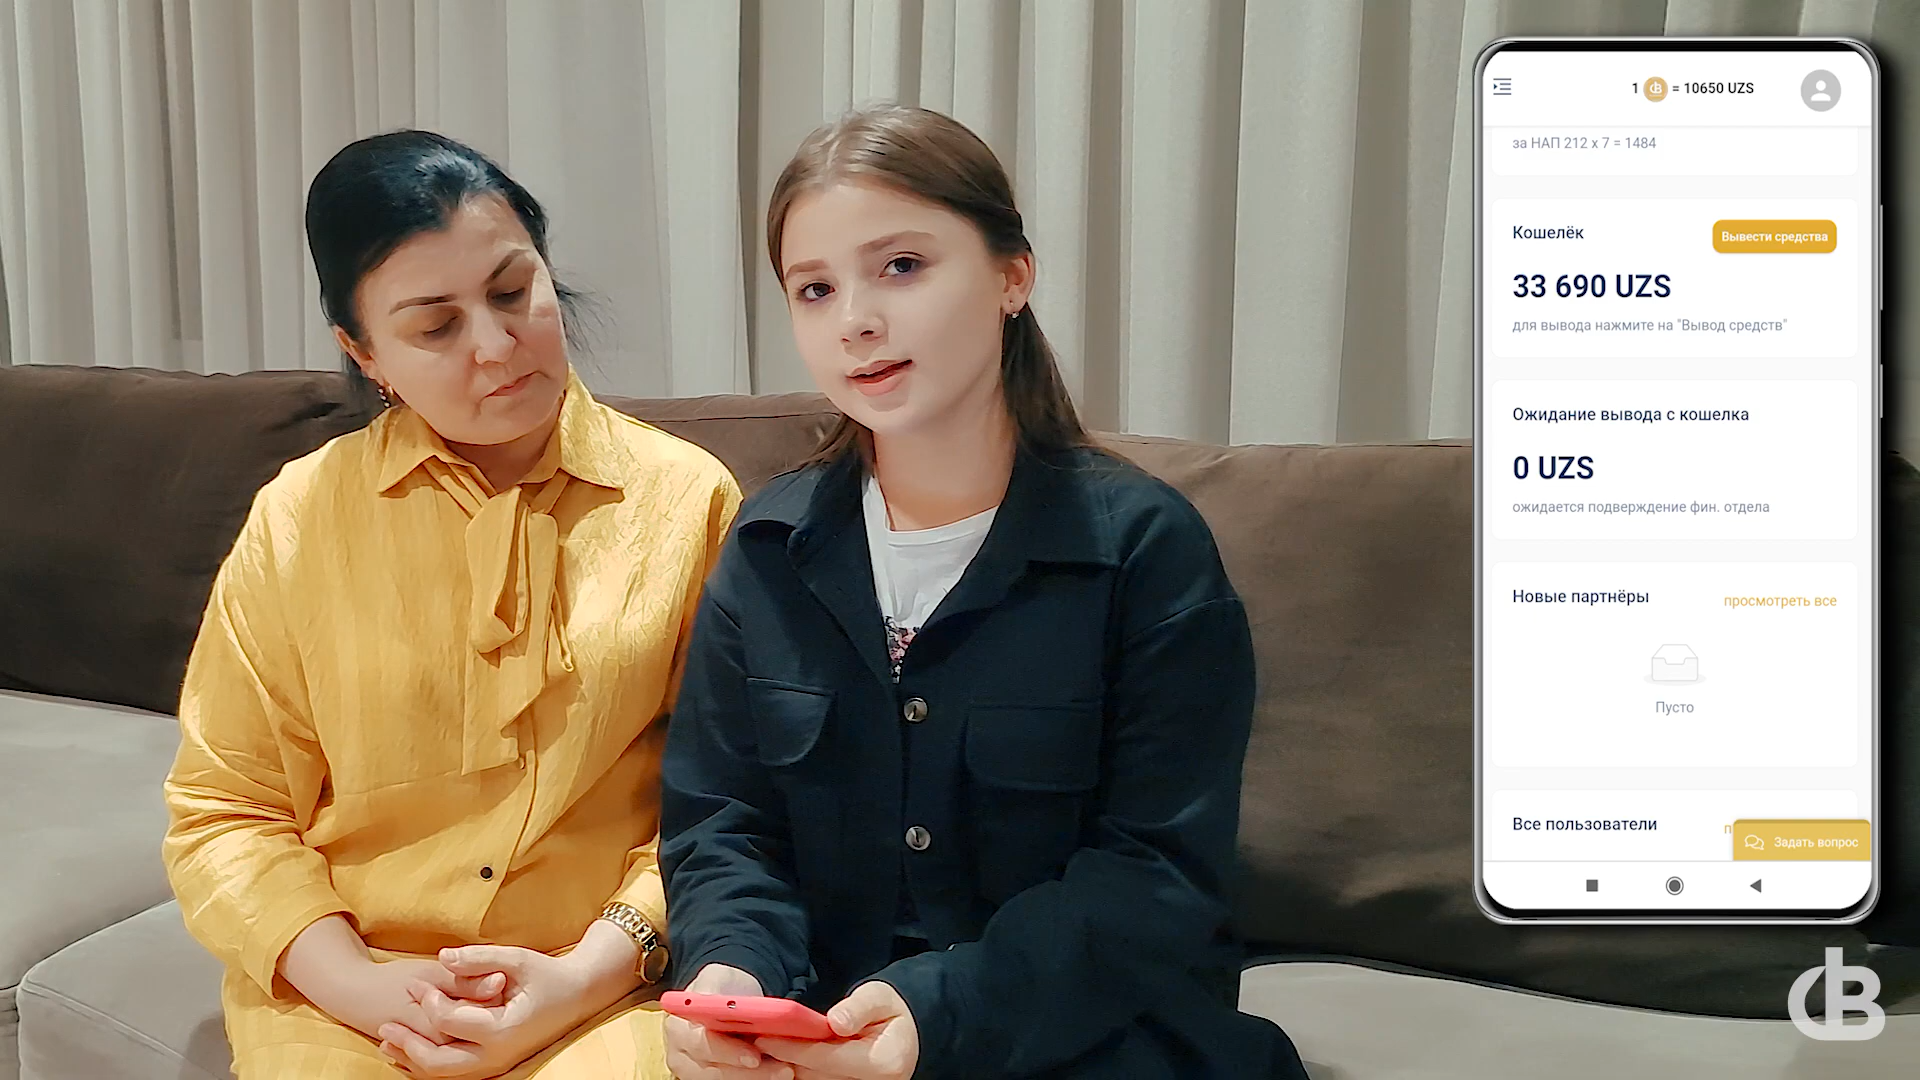 1 = 10650 UZS
за НАП 212 x 7 = 1484
Кошелёк
Вывести средства
33 690 UZS
для вывода нажмите на "Вывод средств"
Ожидание вывода с кошелка
0 UZS
ожидается подверждение фин. отдела
Новые партнёры
просмотреть все
Пусто
Все пользователи
Задать вопрос